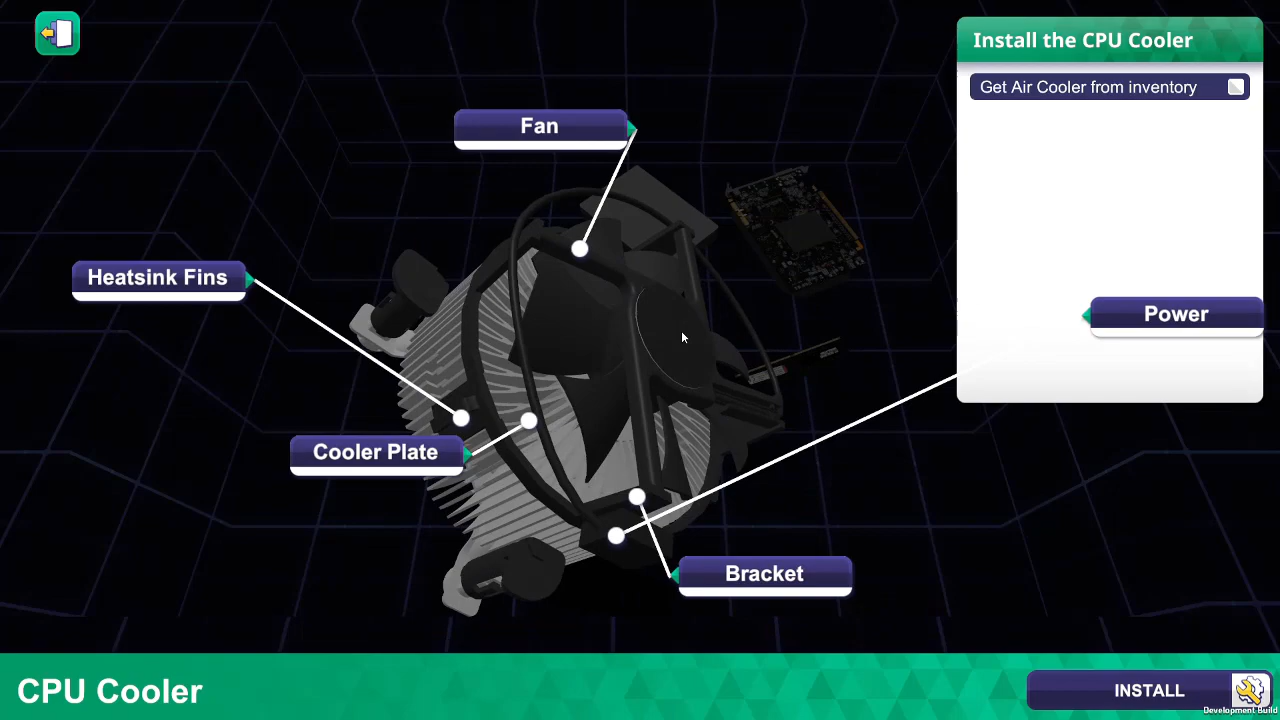 Install the CPU Cooler
Get Air Cooler from inventory
Fan
Heatsink Fins
Power
Cooler Plate
Bracket
CPU Cooler
INSTALL
Development Build